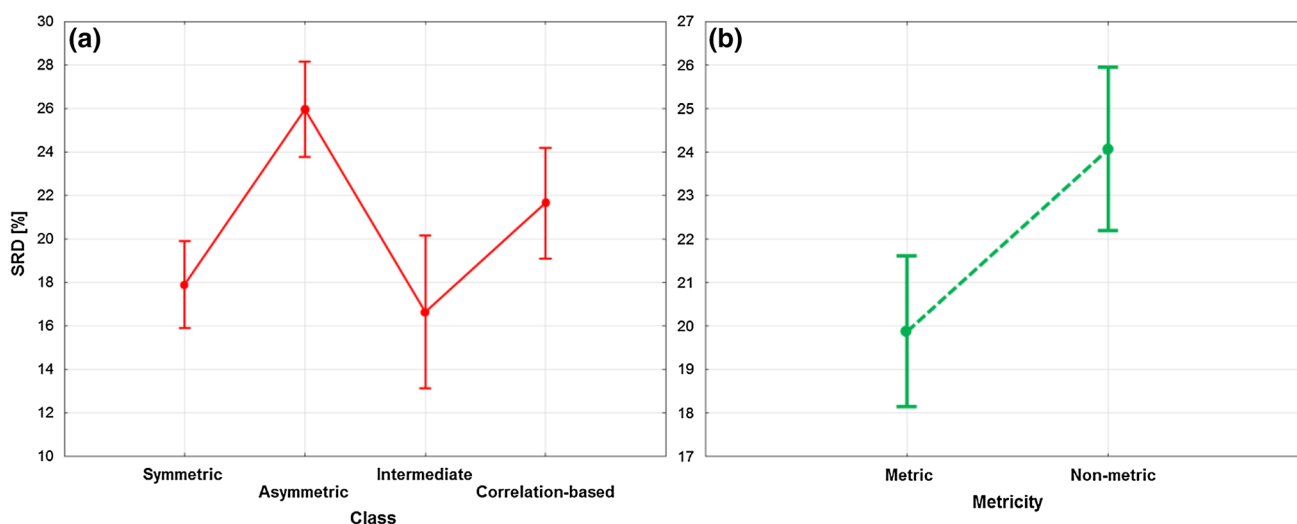 (a)
SRD [%]
30
28
26
24
22
20
18
16
14
12
10
Symmetric
Asymmetric
Intermediate
Correlation-based
Class
(b)
27
26
25
24
23
22
21
20
19
18
17
Metric
Non-metric
Metricity